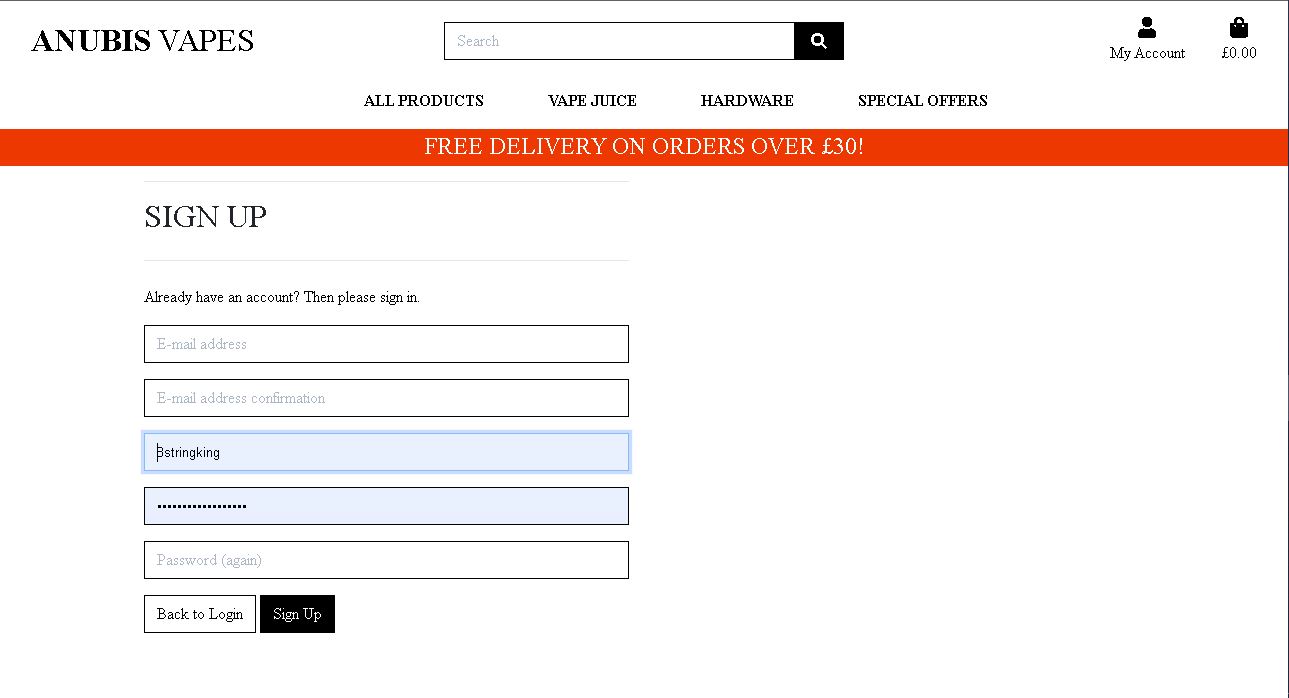 ANUBIS VAPES
Search
My Account
£0.00
ALL PRODUCTS VAPE JUICE HARDWARE SPECIAL OFFERS
FREE DELIVERY ON ORDERS OVER £30!
SIGN UP
Already have an account? Then please sign in.
E-mail address
E-mail address confirmation
Bstringking
••••••••••••••••••
Password (again)
Back to Login Sign Up